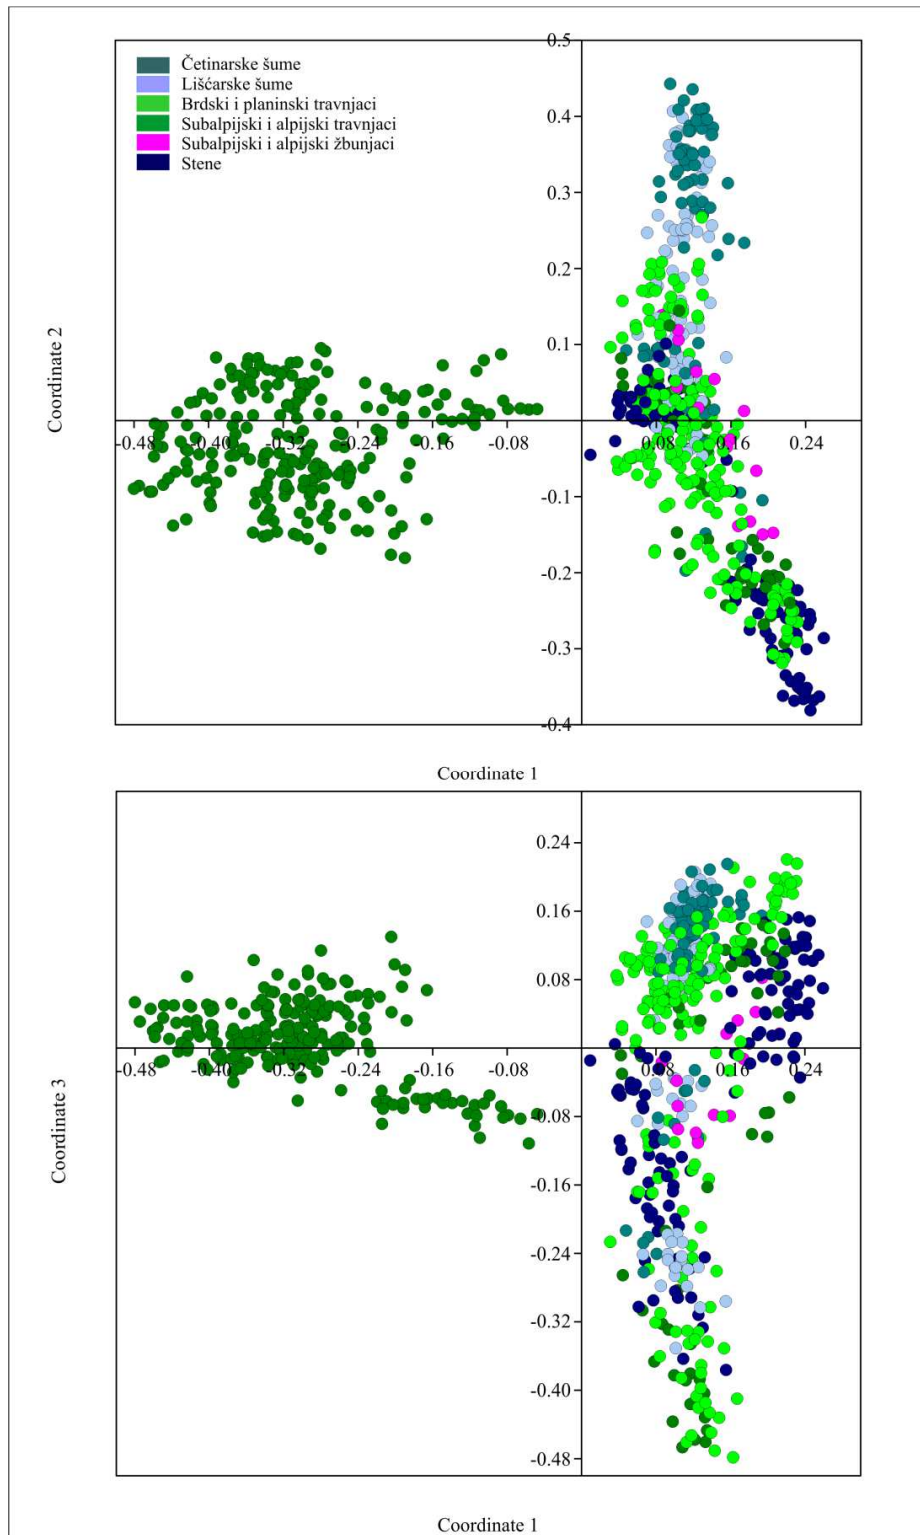 0.5
Četinarske šume
Lišćarske šume
Brdski i planinski travnjaci
Subalpijski i alpijski travnjaci
Subalpijski i alpijski žbunjaci
Stene
0.4
0.3
0.2
0.1
-0.48 -0.40 -0.32 -0.24 -0.16 -0.08 0.08 0.16 0.24
-0.1
-0.2
-0.3
-0.4
Coordinate 2
Coordinate 1
0.24
0.16
0.08
-0.48 -0.40 -0.32 -0.24 -0.16 -0.08 0.08 0.16 0.24
-0.08
-0.16
-0.24
-0.32
-0.40
-0.48
Coordinate 3
Coordinate 1